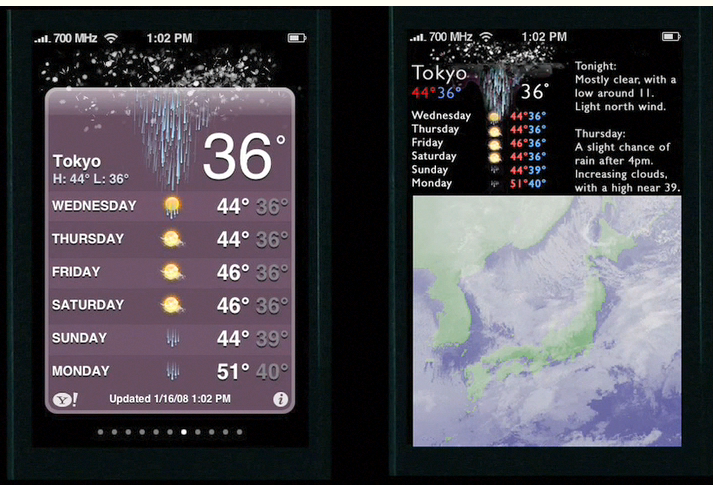 700 MHz 1:02 PM
36°
Tokyo
H: 44° L: 36°
WEDNESDAY 44° 36°
THURSDAY 44° 36°
FRIDAY 46° 36°
SATURDAY 46° 36°
SUNDAY 44° 39°
MONDAY 51° 40°
Y! Updated 1/16/08 1:02 PM i
700 MHz 1:02 PM
Tokyo
44°36° 36°
Wednesday 44°36°
Thursday 44°36°
Friday 46°36°
Saturday 46°36°
Sunday 44°39°
Monday 51°40°
Tonight:
Mostly clear, with a
low around 11.
Light north wind.
Thursday:
A slight chance of
rain after 4pm.
Increasing clouds,
with a high near 39.